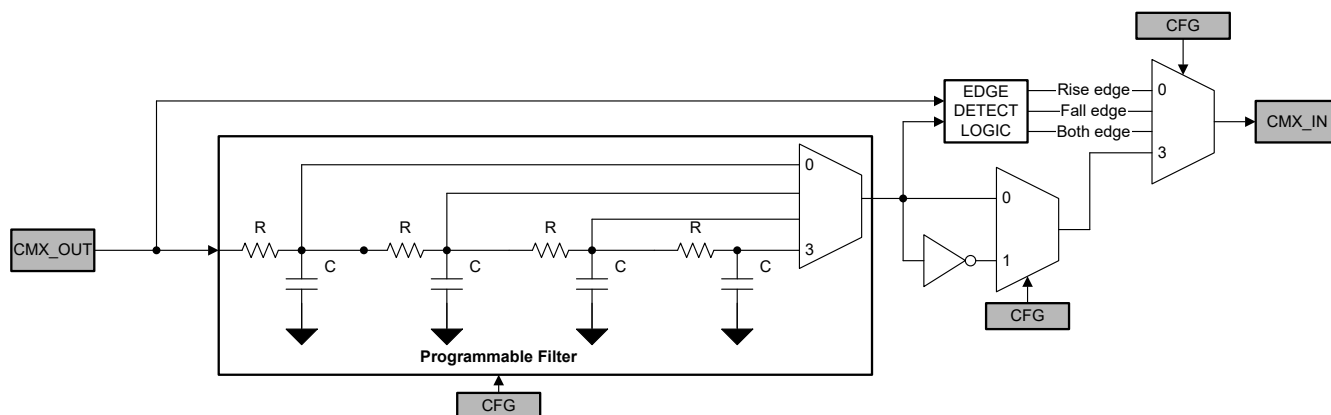 CFG
EDGE
DETECT
LOGIC
Rise edge
Fall edge
Both edge
0
3
CMX_IN
CMX_OUT
R
C
R
C
R
C
R
C
0
3
Programmable Filter
CFG
0
1
CFG